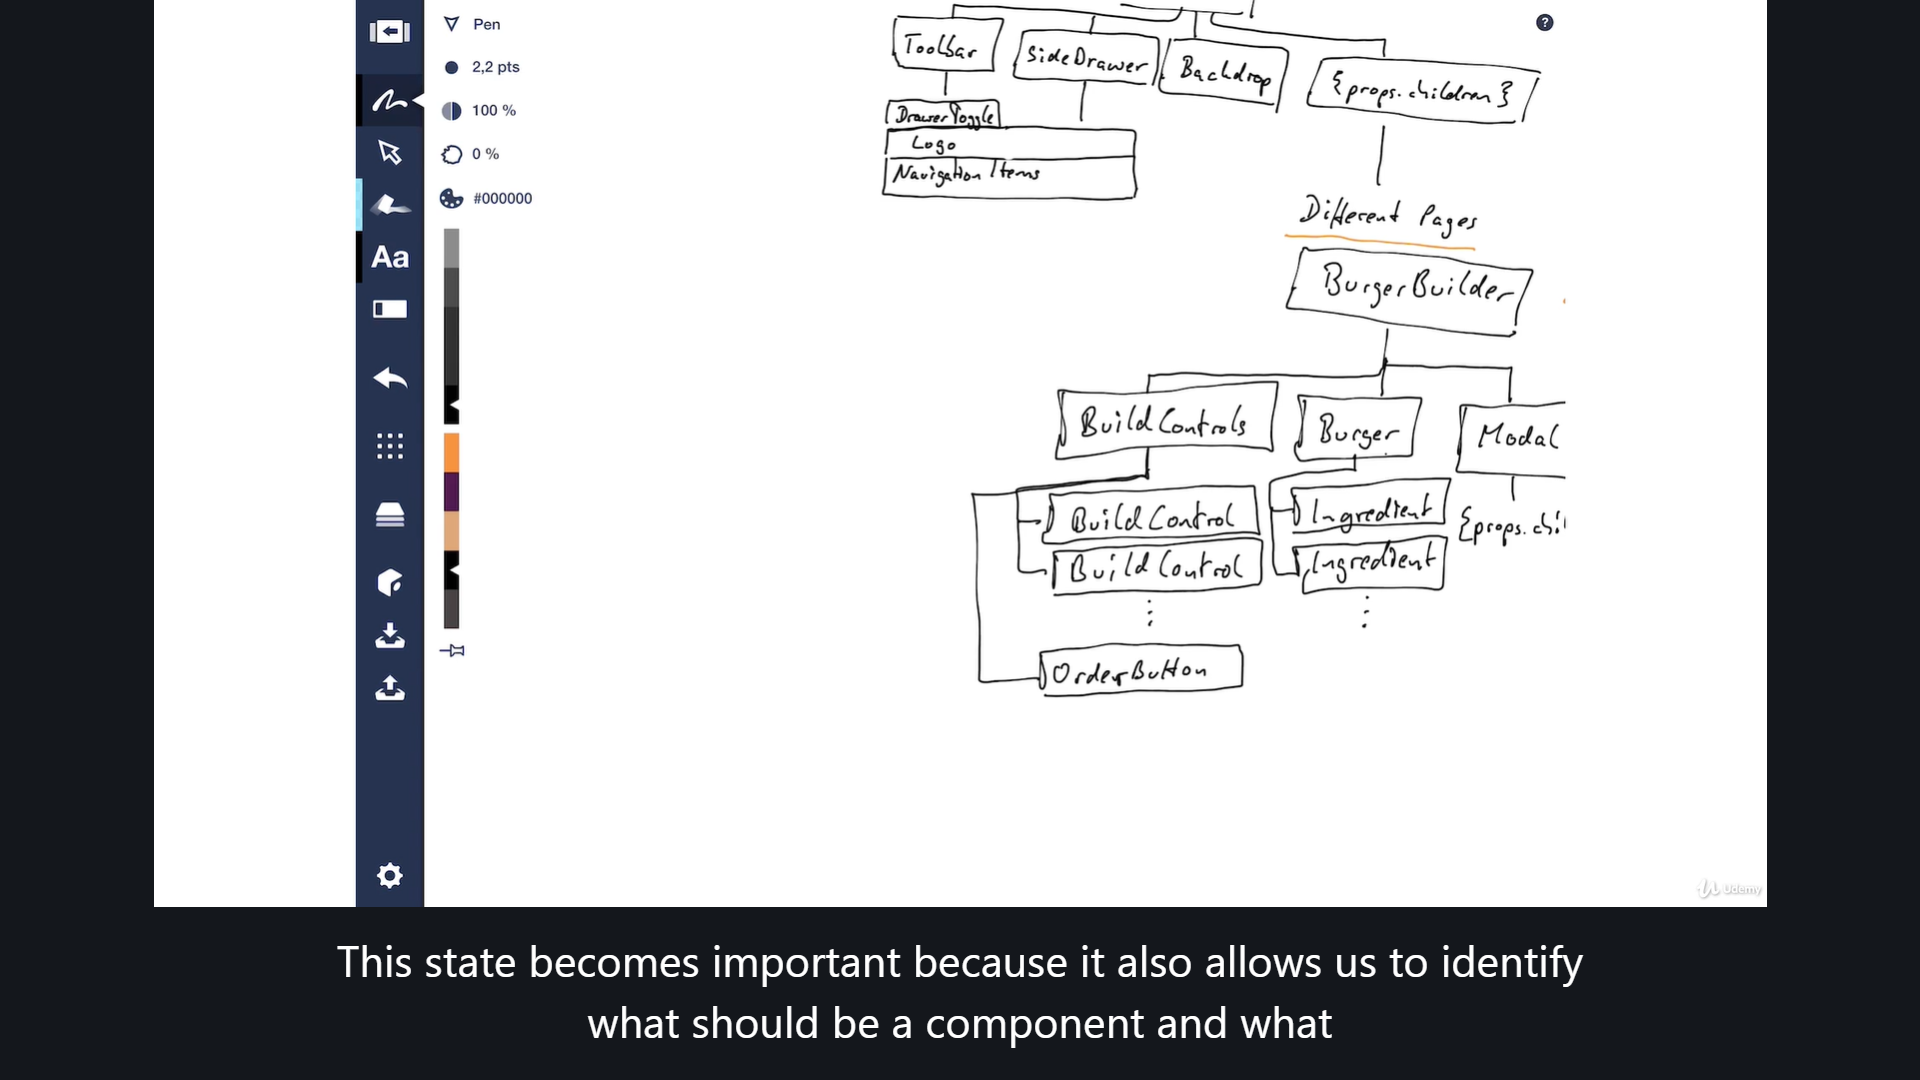 Pen
2,2 pts
100 %
0 %
#000000
Aa
?
Toolbar
SideDrawer
Backdrop
{props.children}
DrawerToggle
Logo
Navigation Items
Different Pages
BurgerBuilder
BuildControls
Burger
Modal
BuildControl
Ingredient
{props.chi
BuildControl
Ingredient
OrderButton
Udemy
This state becomes important because it also allows us to identify
what should be a component and what